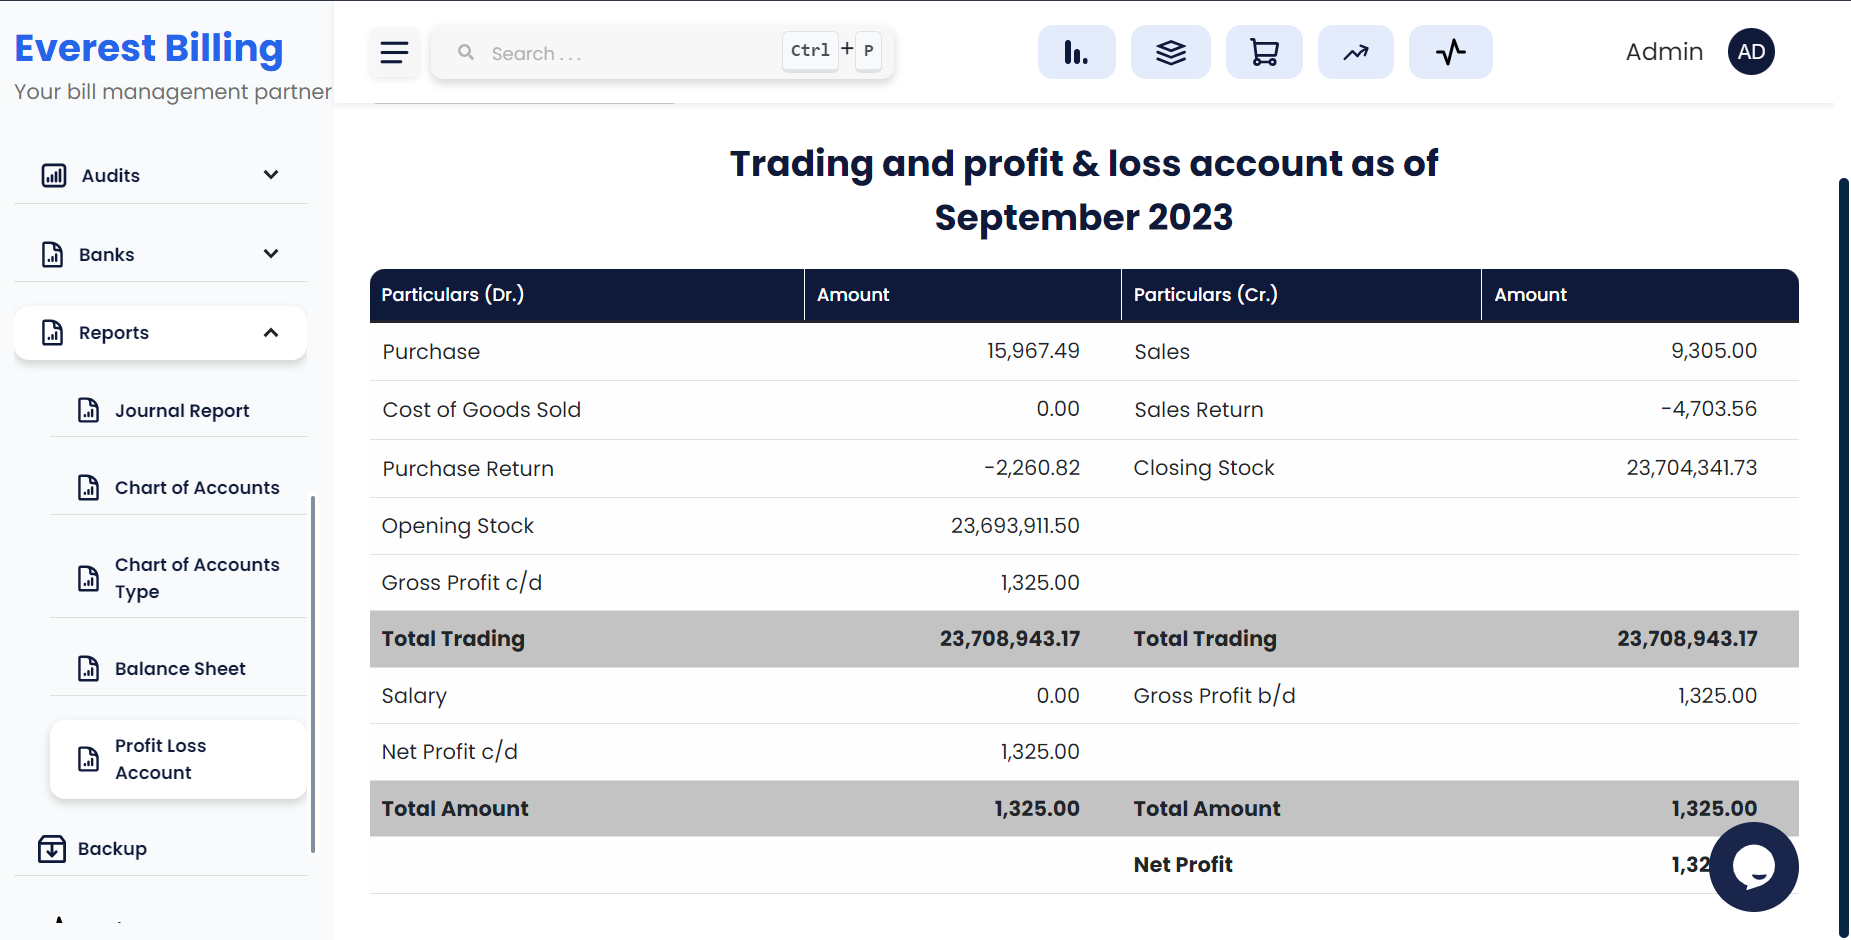 Everest Billing
Your bill management partner
Search . . .
Ctrl + P
Admin
AD
Audits
Banks
Reports
Journal Report
Chart of Accounts
Chart of Accounts
Type
Balance Sheet
Profit Loss
Account
Backup
Trading and profit & loss account as of
September 2023
Particulars (Dr.) Amount Particulars (Cr.) Amount
Purchase 15,967.49 Sales 9,305.00
Cost of Goods Sold 0.00 Sales Return -4,703.56
Purchase Return -2,260.82 Closing Stock 23,704,341.73
Opening Stock 23,693,911.50
Gross Profit c/d 1,325.00
Total Trading 23,708,943.17 Total Trading 23,708,943.17
Salary 0.00 Gross Profit b/d 1,325.00
Net Profit c/d 1,325.00
Total Amount 1,325.00 Total Amount 1,325.00
Net Profit